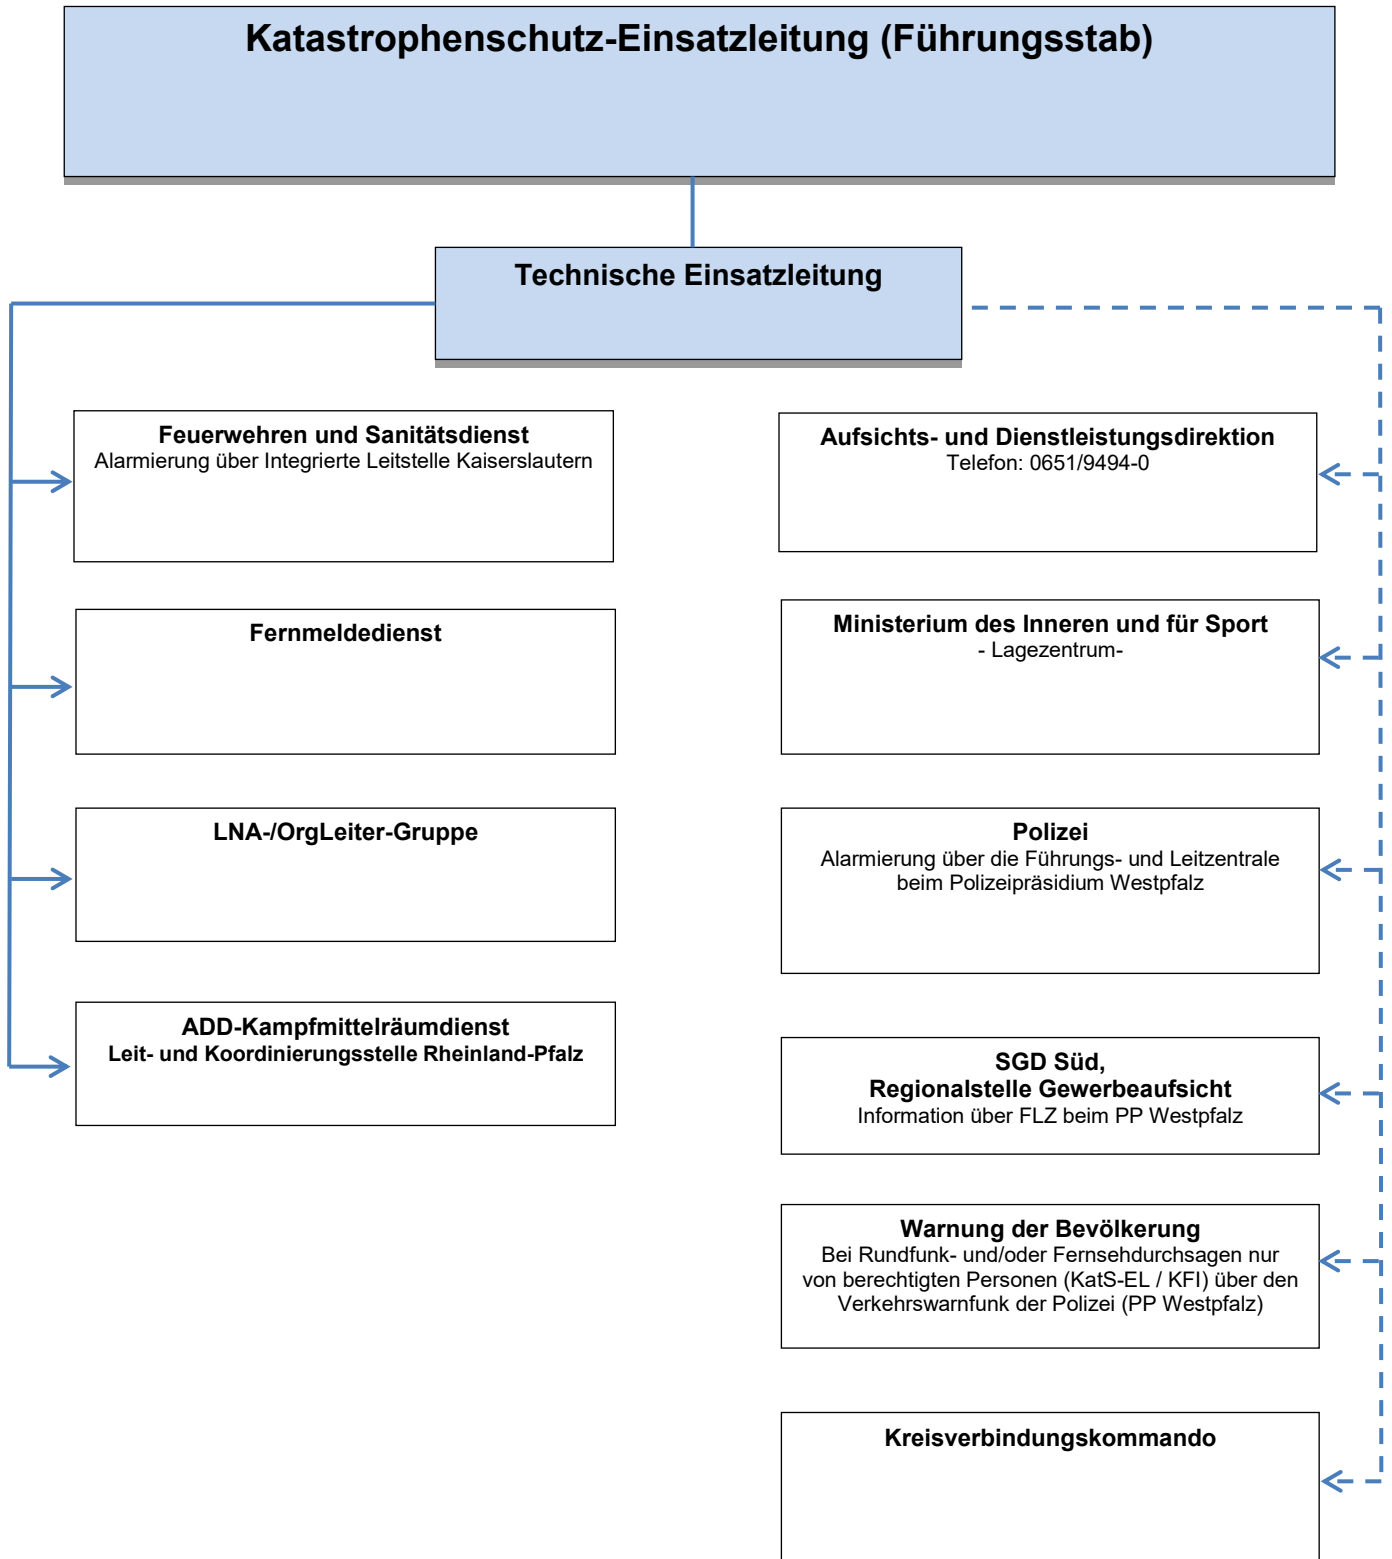 Katastrophenschutz-Einsatzleitung (Führungsstab)
Technische Einsatzleitung
Feuerwehren und Sanitätsdienst
Alarmierung über Integrierte Leitstelle Kaiserslautern
Fernmeldedienst
LNA-/OrgLeiter-Gruppe
ADD-Kampfmittelräumdienst
Leit- und Koordinierungsstelle Rheinland-Pfalz
Aufsichts- und Dienstleistungsdirektion
Telefon: 0651/9494-0
Ministerium des Inneren und für Sport
- Lagezentrum-
Polizei
Alarmierung über die Führungs- und Leitzentrale
beim Polizeipräsidium Westpfalz
SGD Süd,
Regionalstelle Gewerbeaufsicht
Information über FLZ beim PP Westpfalz
Warnung der Bevölkerung
Bei Rundfunk- und/oder Fernsehdurchsagen nur
von berechtigten Personen (KatS-EL / KFI) über den
Verkehrswarnfunk der Polizei (PP Westpfalz)
Kreisverbindungskommando